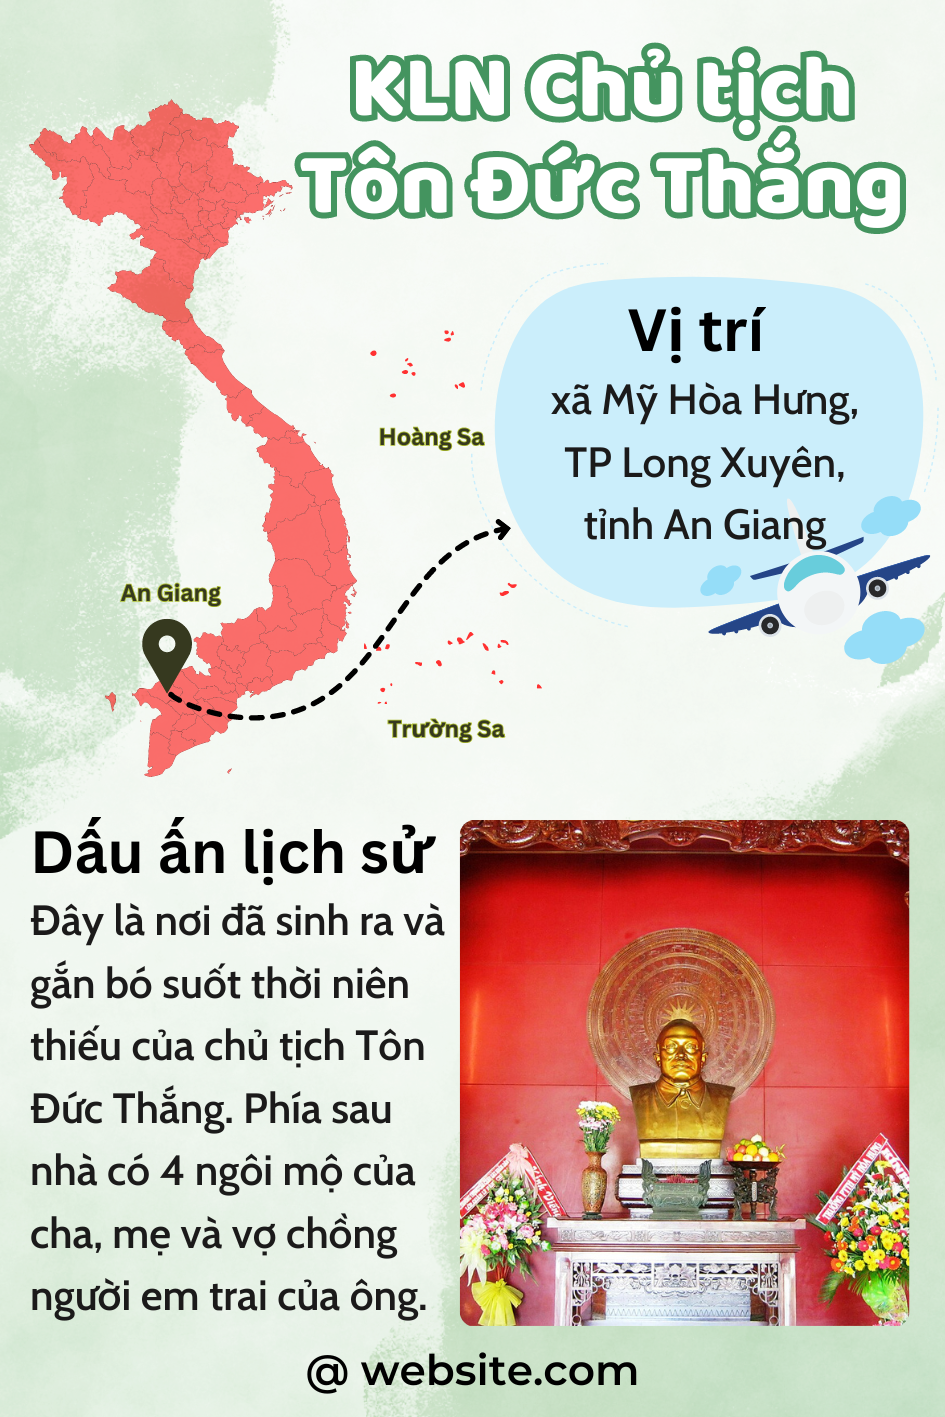 KLN Chủ tịch
Tôn Đức Thắng
Vị trí
xã Mỹ Hòa Hưng,
TP Long Xuyên,
tỉnh An Giang
Hoàng Sa
An Giang
Trường Sa
Dấu ấn lịch sử
Đây là nơi đã sinh ra và
gắn bó suốt thời niên
thiếu của chủ tịch Tôn
Đức Thắng. Phía sau
nhà có 4 ngôi mộ của
cha, mẹ và vợ chồng
người em trai của ông.
@ website.com